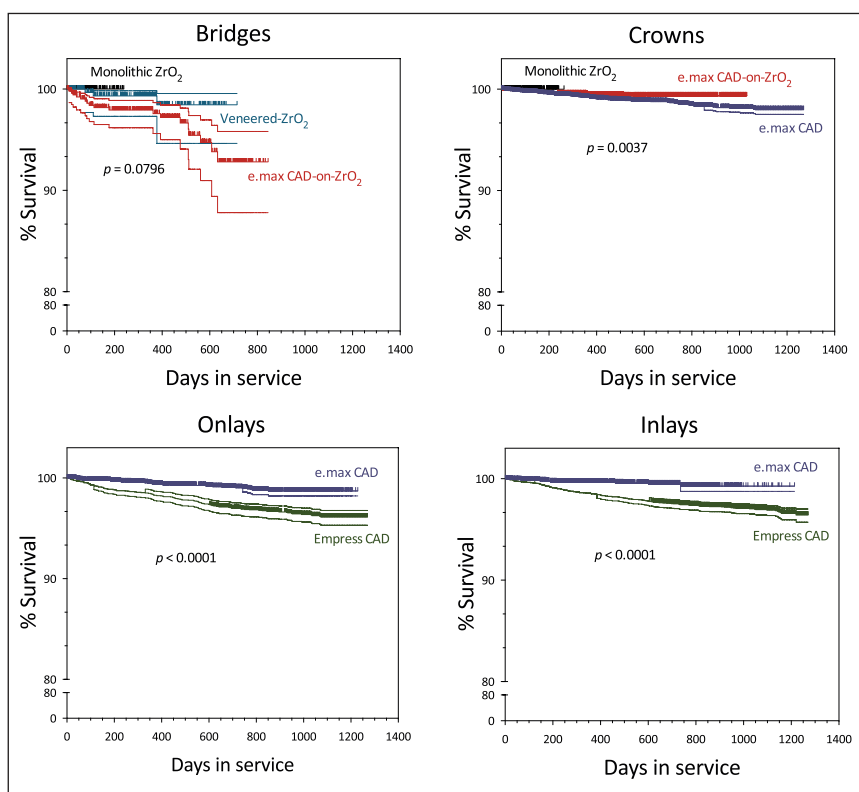 Bridges
100
90
80
80
0
% Survival
Monolithic ZrO2
Veneered-ZrO2
e.max CAD-on-ZrO2
p = 0.0796
0 200 400 600 800 1000 1200 1400
Days in service
Crowns
100
90
80
80
0
% Survival
Monolithic ZrO2
e.max CAD-on-ZrO2
e.max CAD
p = 0.0037
0 200 400 600 800 1000 1200 1400
Days in service
Onlays
100
90
80
80
0
% Survival
e.max CAD
Empress CAD
p < 0.0001
0 200 400 600 800 1000 1200 1400
Days in service
Inlays
100
90
80
80
0
% Survival
e.max CAD
Empress CAD
p < 0.0001
0 200 400 600 800 1000 1200 1400
Days in service